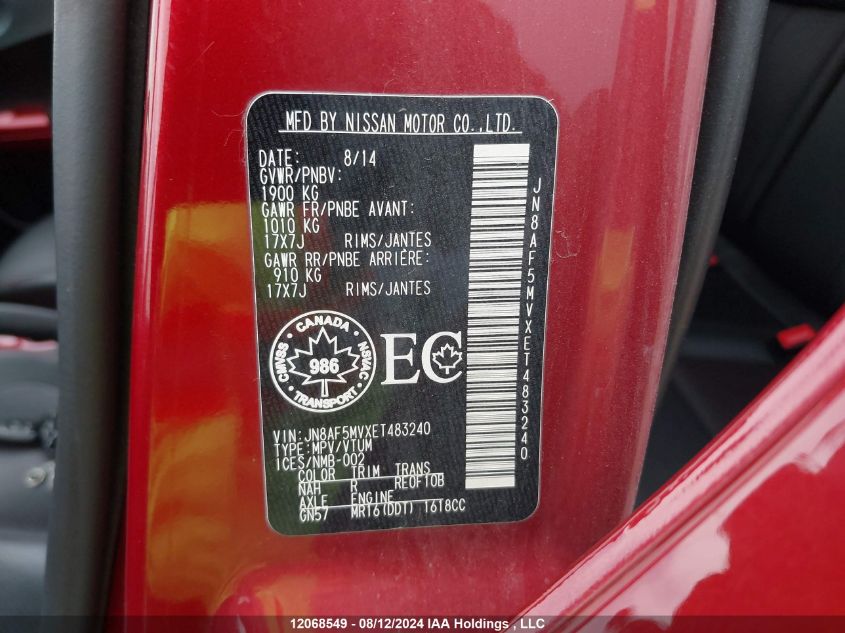 MFD BY NISSAN MOTOR CO.,LTD.
DATE: 8/14
GVWR/PNBV:
1900 KG
GAWR FR/PNBE AVANT:
1010 KG
17X7J RIMS/JANTES
GAWR RR/PNBE ARRIÈRE:
910 KG
17X7J RIMS/JANTES
JN8AF5MVXET483240
CANADA
CMVSS
NSVAC
986
TRANSPORT
EC
VIN: JN8AF5MVXET483240
TYPE: MPV/VTUM
ICES/NMB-002
COLOR TRIM TRANS
NAH R RE0F10B
AXLE ENGINE
GN57 MR16(DDT) 1618CC
12068549 - 08/12/2024 IAA Holdings , LLC